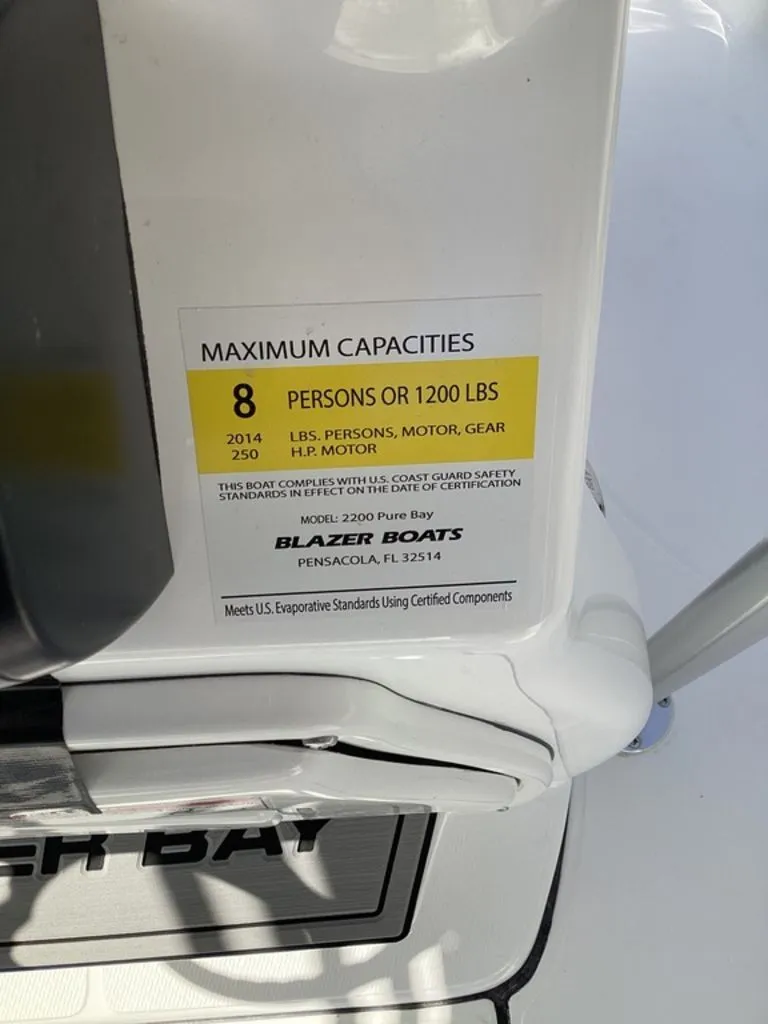 MAXIMUM CAPACITIES
8 PERSONS OR 1200 LBS
2014 LBS. PERSONS, MOTOR, GEAR
250 H.P. MOTOR
THIS BOAT COMPLIES WITH U.S. COAST GUARD SAFETY
STANDARDS IN EFFECT ON THE DATE OF CERTIFICATION
MODEL: 2200 Pure Bay
BLAZER BOATS
PENSACOLA, FL 32514
Meets U.S. Evaporative Standards Using Certified Components
BAY